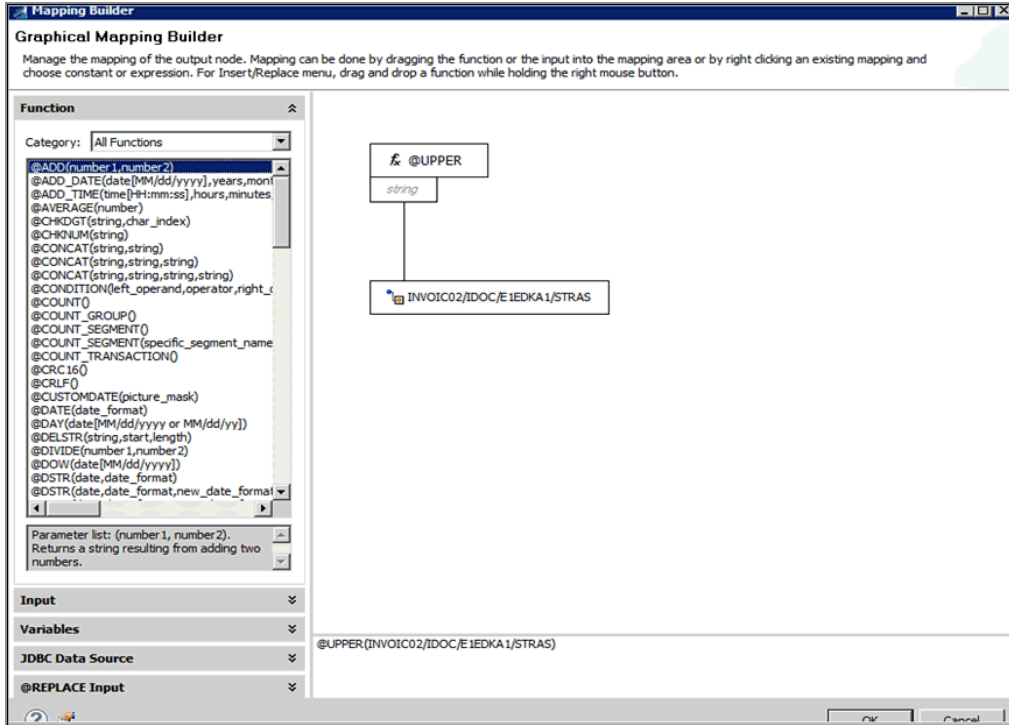 Mapping Builder
Graphical Mapping Builder
Manage the mapping of the output node. Mapping can be done by dragging the function or the input into the mapping area or by right clicking an existing mapping and
choose constant or expression. For Insert/Replace menu, drag and drop a function while holding the right mouse button.
Function
Category: All Functions
@ADD(number1,number2)
@ADD_DATE(date[MM/dd/yyyy],years,mont
@ADD_TIME(time[HH:mm:ss],hours,minutes,
@AVERAGE(number)
@CHKDGT(string,char_index)
@CHKNUM(string)
@CONCAT(string,string)
@CONCAT(string,string,string)
@CONCAT(string,string,string,string)
@CONDITION(left_operand,operator,right_o
@COUNT()
@COUNT_GROUP()
@COUNT_SEGMENT()
@COUNT_SEGMENT(specific_segment_name
@COUNT_TRANSACTION()
@CRC16()
@CRLF()
@CUSTOMDATE(picture_mask)
@DATE(date_format)
@DAY(date[MM/dd/yyyy or MM/dd/yy])
@DELSTR(string,start,length)
@DIVIDE(number1,number2)
@DOW(date[MM/dd/yyyy])
@DSTR(date,date_format)
@DSTR(date,date_format,new_date_format
Parameter list: (number1, number2).
Returns a string resulting from adding two
numbers.
Input
Variables
JDBC Data Source
@REPLACE Input
fx @UPPER
string
INVOIC02/IDOC/E1EDKA1/STRAS
@UPPER(INVOIC02/IDOC/E1EDKA1/STRAS)
OK
Cancel